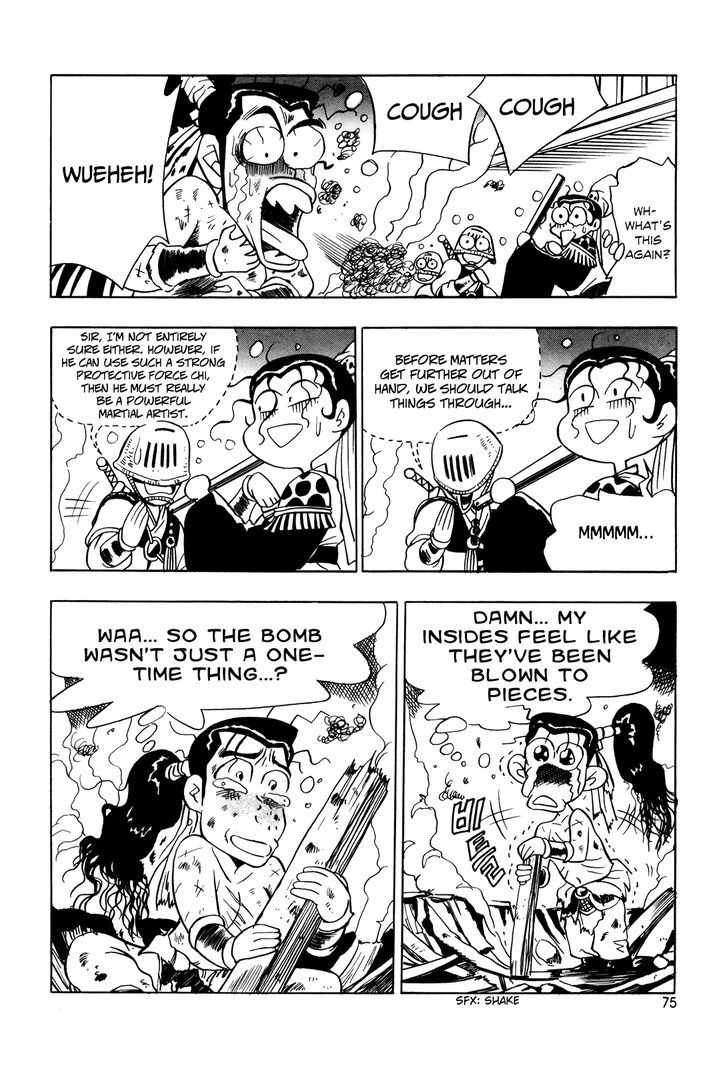 WUEHEH!
COUGH
COUGH
WH-
WHAT'S
THIS
AGAIN?
SIR, I'M NOT ENTIRELY
SURE EITHER. HOWEVER, IF
HE CAN USE SUCH A STRONG
PROTECTIVE FORCE CHI,
THEN HE MUST REALLY
BE A POWERFUL
MARTIAL ARTIST.
BEFORE MATTERS
GET FURTHER OUT OF
HAND, WE SHOULD TALK
THINGS THROUGH...
MMMMM...
WAA... SO THE BOMB
WASN'T JUST A ONE-
TIME THING...?
DAMN... MY
INSIDES FEEL LIKE
THEY'VE BEEN
BLOWN TO
PIECES.
비틀
SFX: SHAKE
75